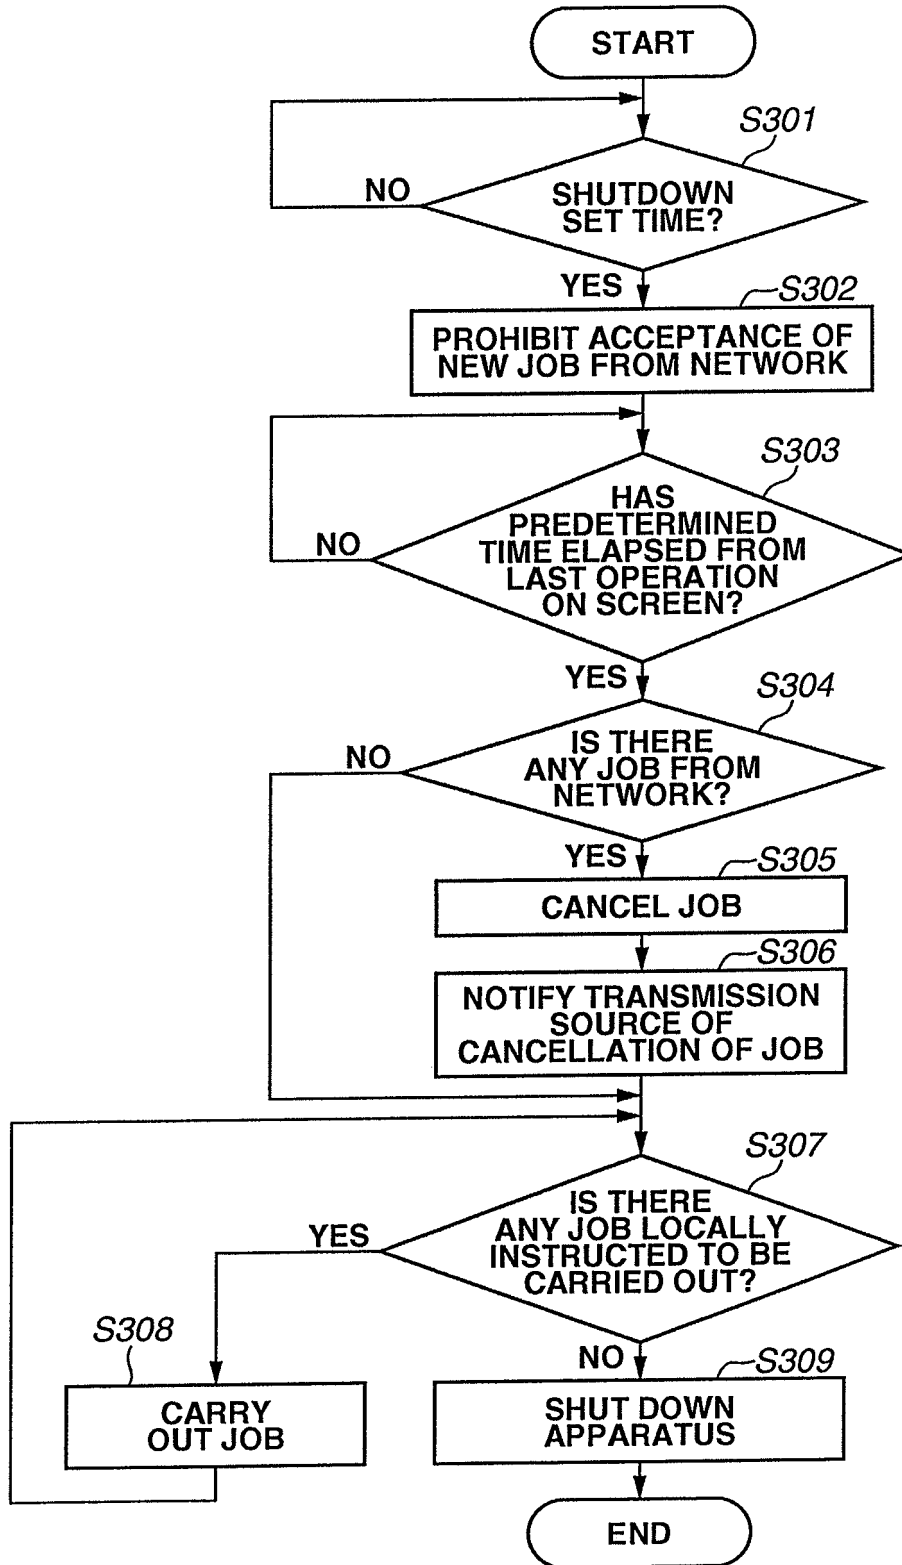 START
S301
NO
SHUTDOWN
SET TIME?
YES
S302
PROHIBIT ACCEPTANCE OF
NEW JOB FROM NETWORK
S303
HAS
PREDETERMINED
TIME ELAPSED FROM
LAST OPERATION
ON SCREEN?
NO
YES
S304
NO
IS THERE
ANY JOB FROM
NETWORK?
YES
S305
CANCEL JOB
S306
NOTIFY TRANSMISSION
SOURCE OF
CANCELLATION OF JOB
S307
IS THERE
ANY JOB LOCALLY
INSTRUCTED TO BE
CARRIED OUT?
YES
S308
CARRY
OUT JOB
NO
S309
SHUT DOWN
APPARATUS
END